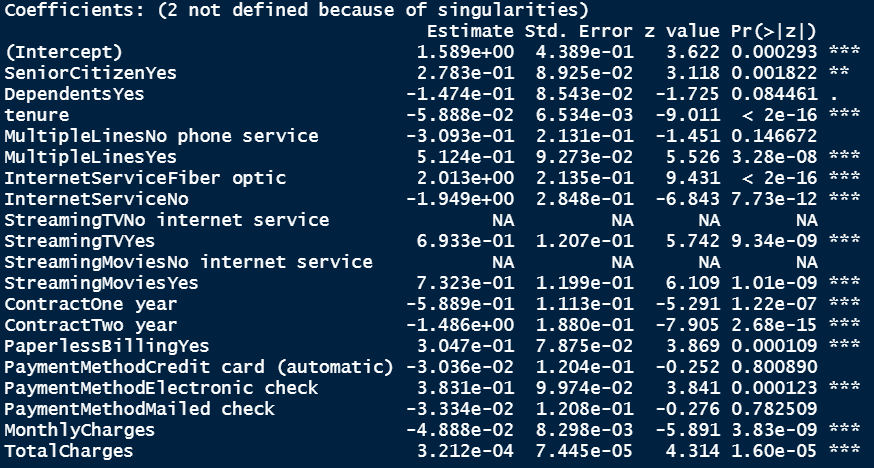 Coefficients: (2 not defined because of singularities)
Estimate Std. Error z value Pr(>|z|)
(Intercept) 1.589e+00 4.389e-01 3.622 0.000293 ***
SeniorCitizenYes 2.783e-01 8.925e-02 3.118 0.001822 **
DependentsYes -1.474e-01 8.543e-02 -1.725 0.084461 .
tenure -5.888e-02 6.534e-03 -9.011 < 2e-16 ***
MultipleLinesNo phone service -3.093e-01 2.131e-01 -1.451 0.146672
MultipleLinesYes 5.124e-01 9.273e-02 5.526 3.28e-08 ***
InternetServiceFiber optic 2.013e+00 2.135e-01 9.431 < 2e-16 ***
InternetServiceNo -1.949e+00 2.848e-01 -6.843 7.73e-12 ***
StreamingTVNo internet service NA NA NA NA
StreamingTVYes 6.933e-01 1.207e-01 5.742 9.34e-09 ***
StreamingMoviesNo internet service NA NA NA NA
StreamingMoviesYes 7.323e-01 1.199e-01 6.109 1.01e-09 ***
ContractOne year -5.889e-01 1.113e-01 -5.291 1.22e-07 ***
ContractTwo year -1.486e+00 1.880e-01 -7.905 2.68e-15 ***
PaperlessBillingYes 3.047e-01 7.875e-02 3.869 0.000109 ***
PaymentMethodCredit card (automatic) -3.036e-02 1.204e-01 -0.252 0.800890
PaymentMethodElectronic check 3.831e-01 9.974e-02 3.841 0.000123 ***
PaymentMethodMailed check -3.334e-02 1.208e-01 -0.276 0.782509
MonthlyCharges -4.888e-02 8.298e-03 -5.891 3.83e-09 ***
TotalCharges 3.212e-04 7.445e-05 4.314 1.60e-05 ***